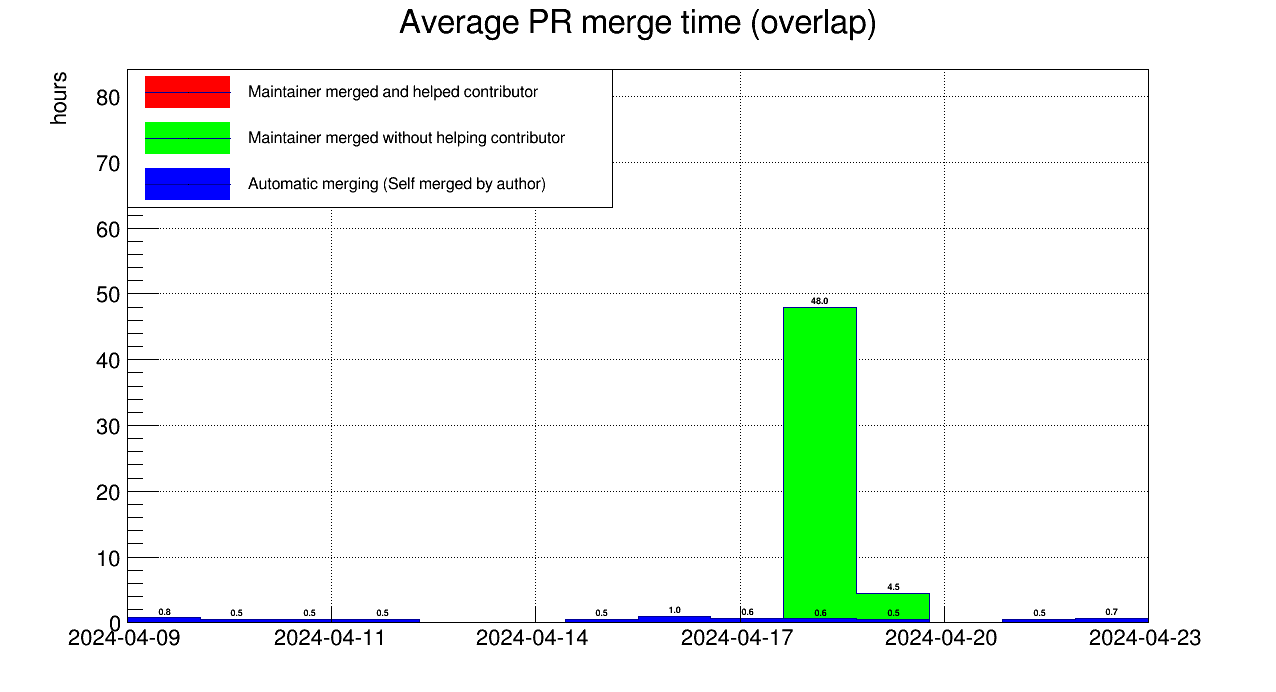 Average PR merge time (overlap)
hours
Maintainer merged and helped contributor
Maintainer merged without helping contributor
Automatic merging (Self merged by author)
80
70
60
50
40
30
20
10
0
48.0
4.5
0.8 0.5 0.5 0.5 0.5 1.0 0.6 0.6 0.5 0.5 0.7
2024-04-09 2024-04-11 2024-04-14 2024-04-17 2024-04-20 2024-04-23